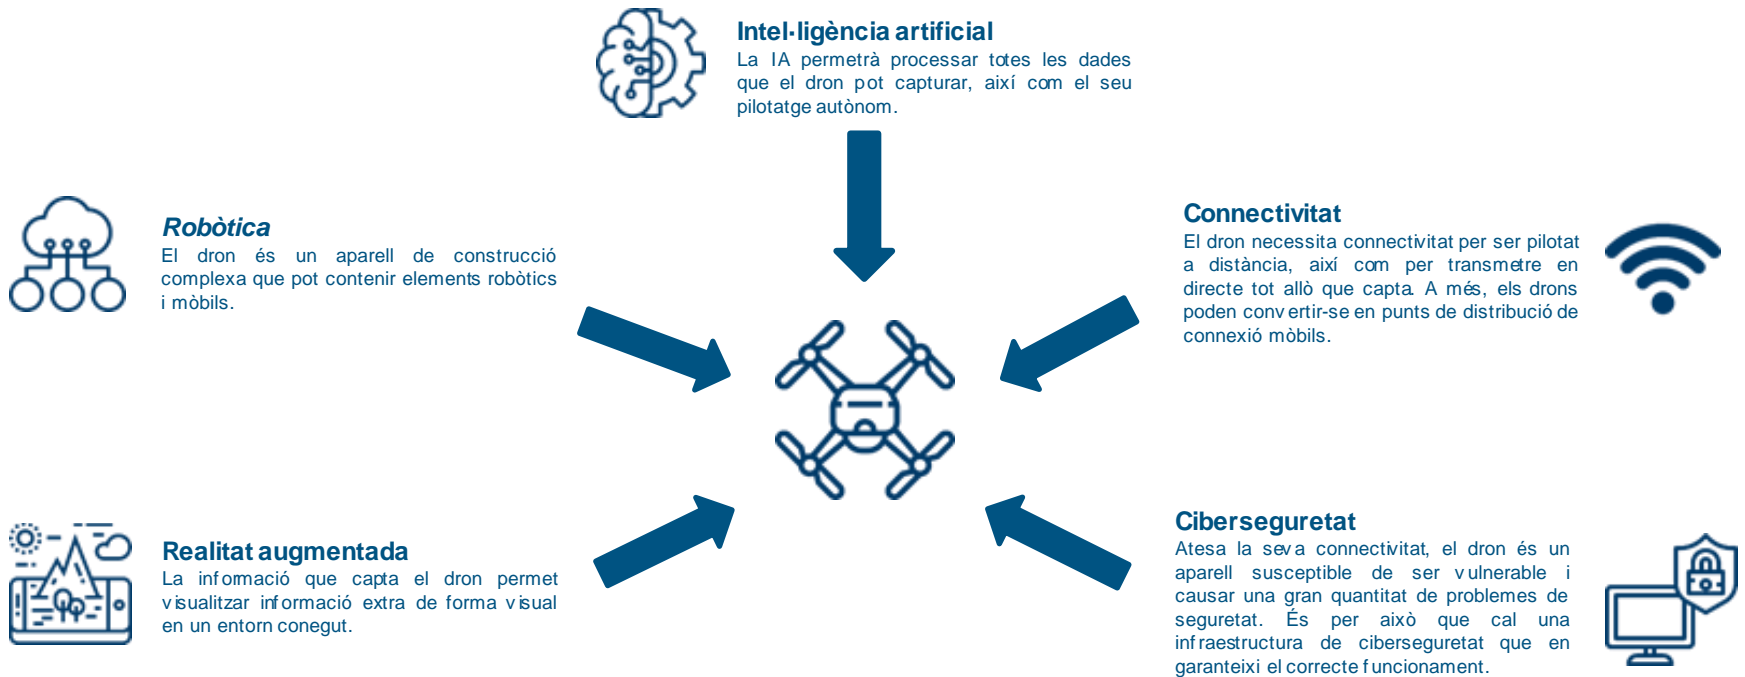 Intel·ligència artificial
La IA permetrà processar totes les dades
que el dron pot capturar, així com el seu
pilotatge autònom.
Robòtica
El dron és un aparell de construcció
complexa que pot contenir elements robòtics
i mòbils.
Connectivitat
El dron necessita connectivitat per ser pilotat
a distància, així com per transmetre en
directe tot allò que capta. A més, els drons
poden convertir-se en punts de distribució de
connexió mòbils.
Realitat augmentada
La informació que capta el dron permet
visualitzar informació extra de forma visual
en un entorn conegut.
Ciberseguretat
Atesa la seva connectivitat, el dron és un
aparell susceptible de ser vulnerable i
causar una gran quantitat de problemes de
seguretat. És per això que cal una
infraestructura de ciberseguretat que en
garanteixi el correcte funcionament.